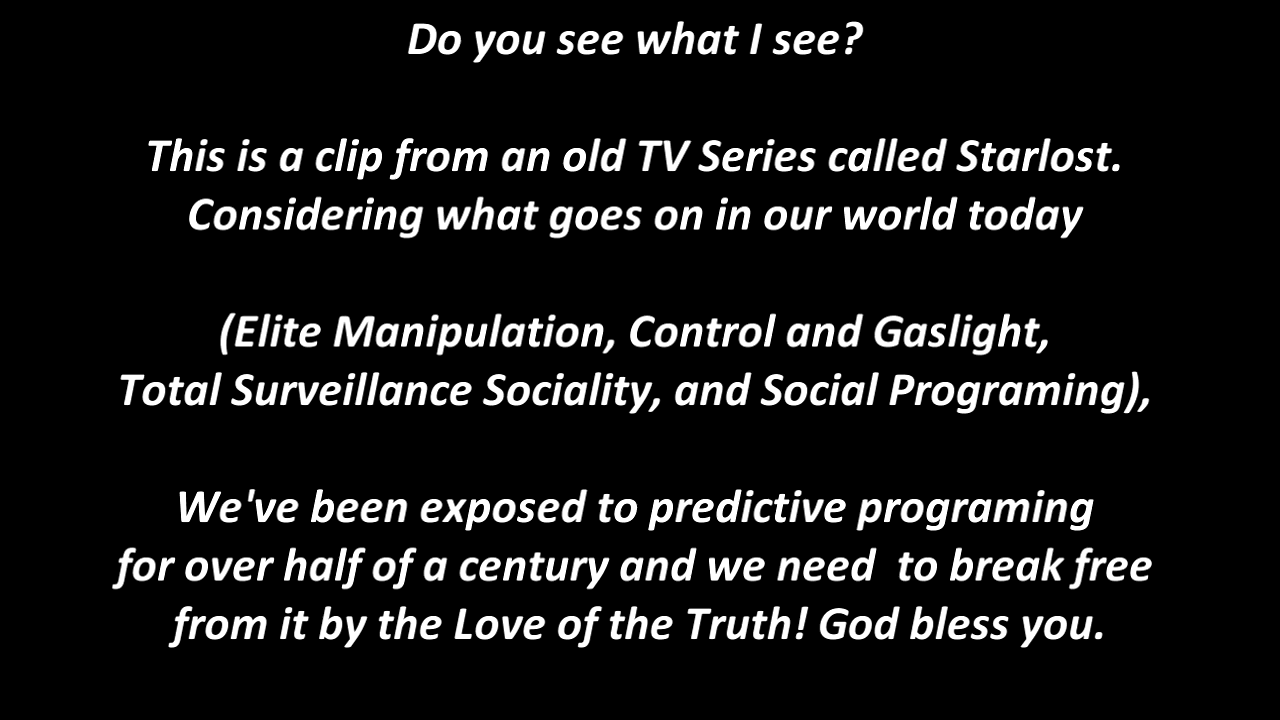 Do you see what I see?
This is a clip from an old TV Series called Starlost.
Considering what goes on in our world today
(Elite Manipulation, Control and Gaslight,
Total Surveillance Sociality, and Social Programing),
We've been exposed to predictive programing
for over half of a century and we need  to break free
from it by the Love of the Truth! God bless you.